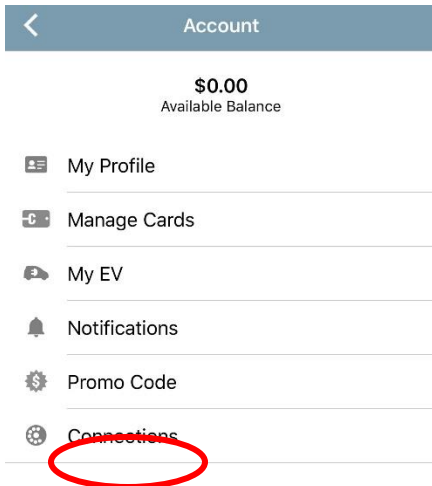 Account
$0.00
Available Balance
My Profile
Manage Cards
My EV
Notifications
Promo Code
Connections